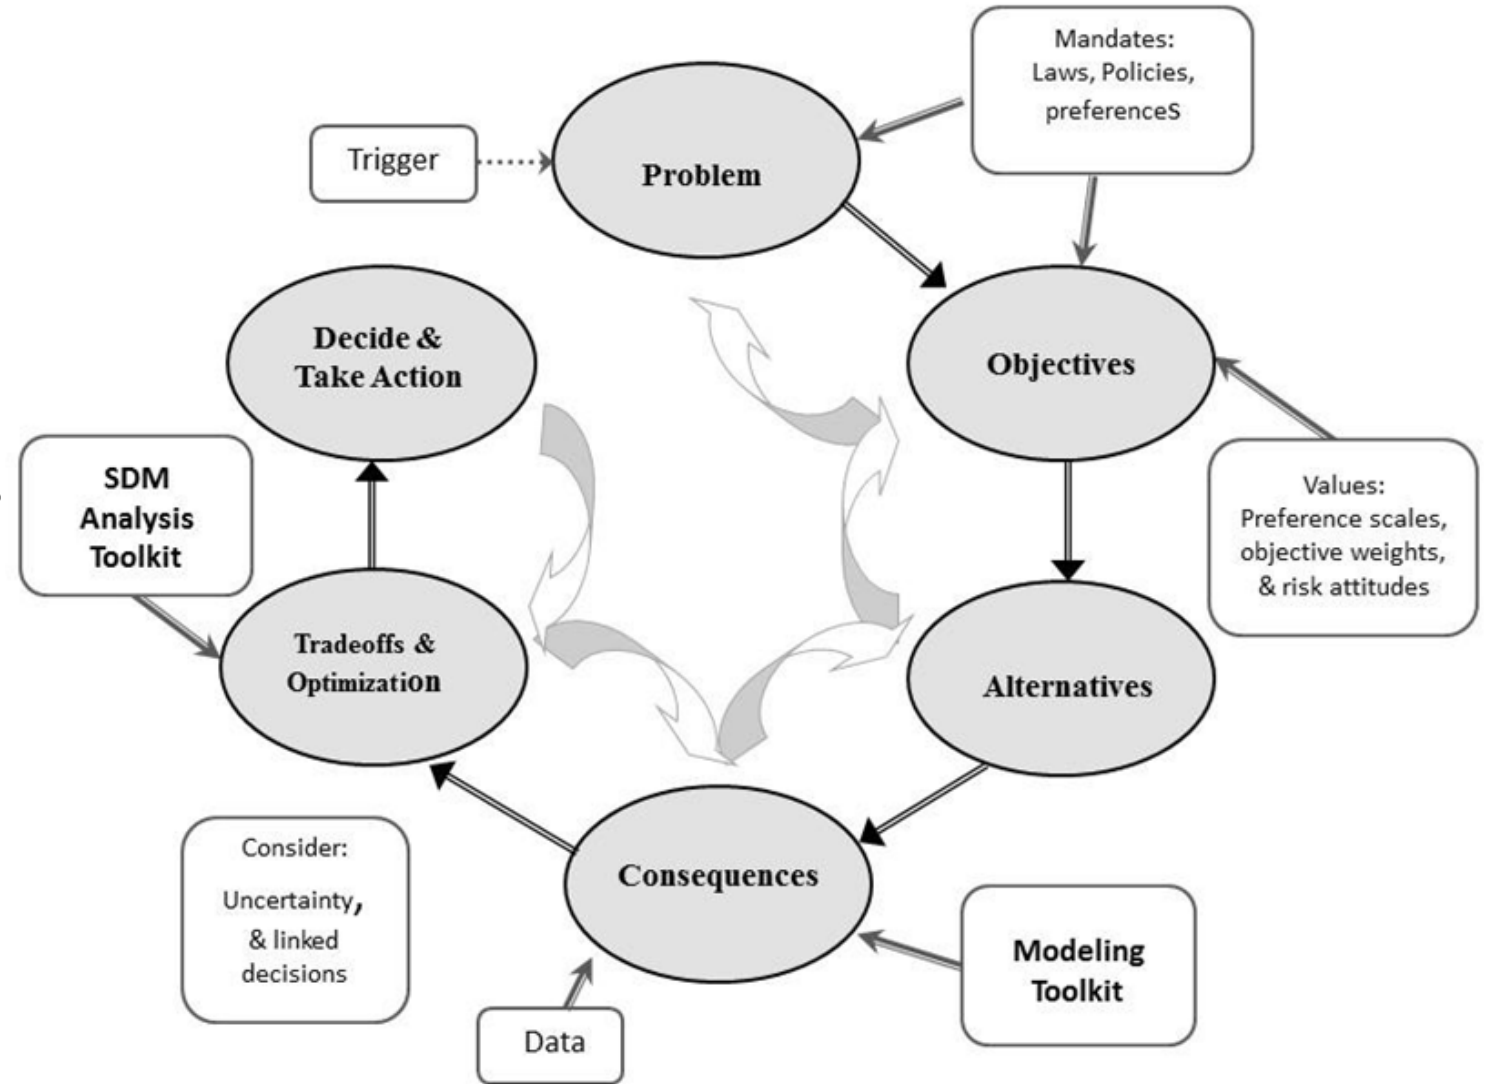 Mandates:
Laws, Policies,
preferences
Trigger
Problem
Decide &
Take Action
Objectives
SDM
Analysis
Toolkit
Values:
Preference scales,
objective weights,
& risk attitudes
Tradeoffs &
Optimization
Alternatives
Consider:
Uncertainty,
& linked
decisions
Consequences
Modeling
Toolkit
Data